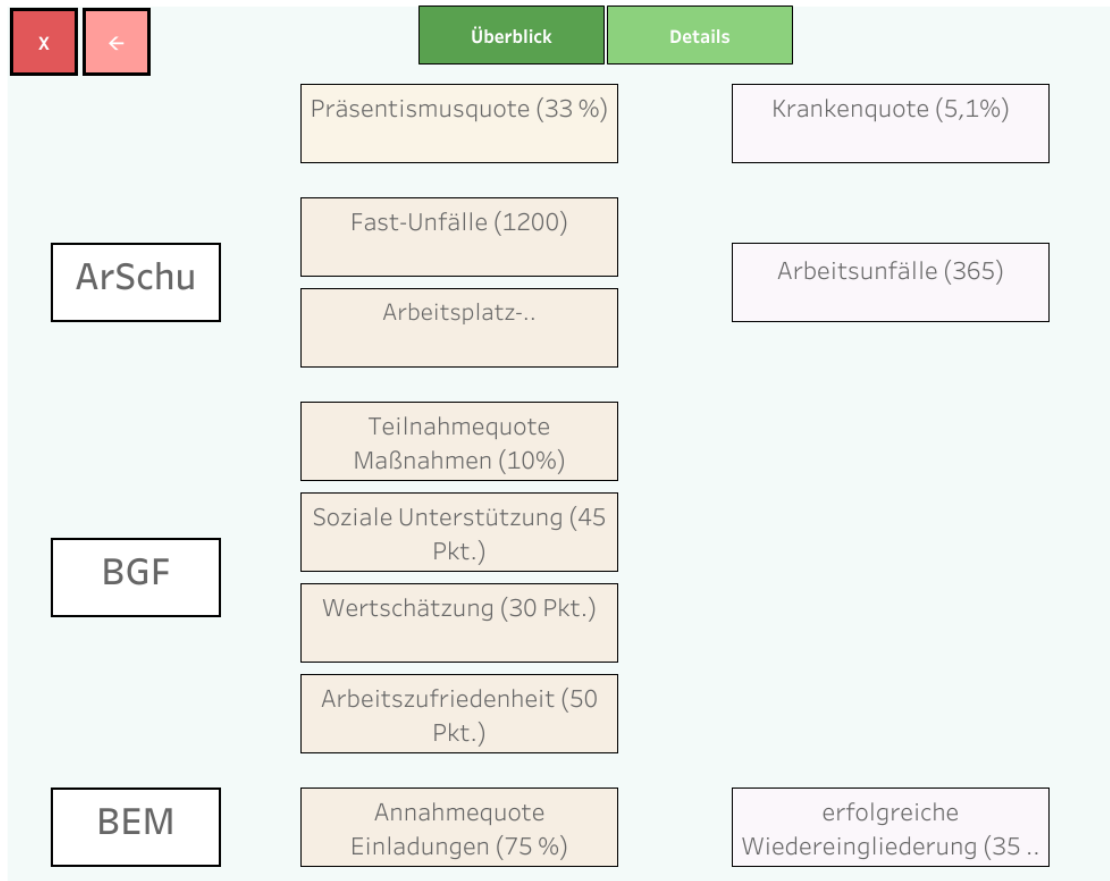 X
←
Überblick
Details
Präsentismusquote (33 %)
Krankenquote (5,1%)
ArSchu
Fast-Unfälle (1200)
Arbeitsplatz-..
Arbeitsunfälle (365)
BGF
Teilnahmequote
Maßnahmen (10%)
Soziale Unterstützung (45
Pkt.)
Wertschätzung (30 Pkt.)
Arbeitszufriedenheit (50
Pkt.)
BEM
Annahmequote
Einladungen (75 %)
erfolgreiche
Wiedereingliederung (35 ..